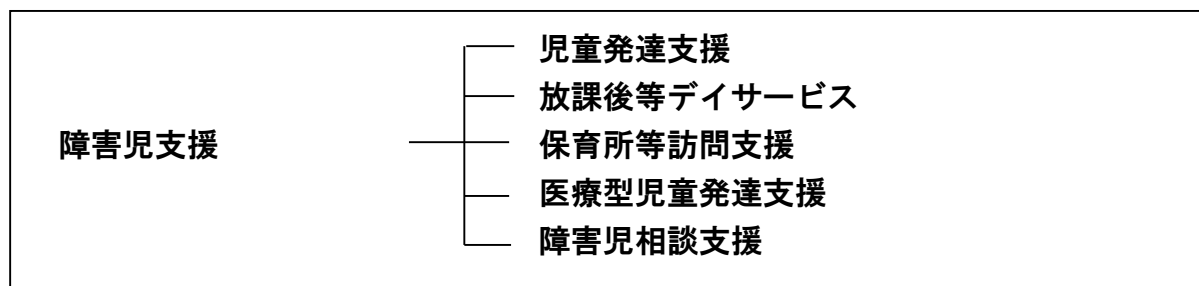 障害児支援
児童発達支援
放課後等デイサービス
保育所等訪問支援
医療型児童発達支援
障害児相談支援